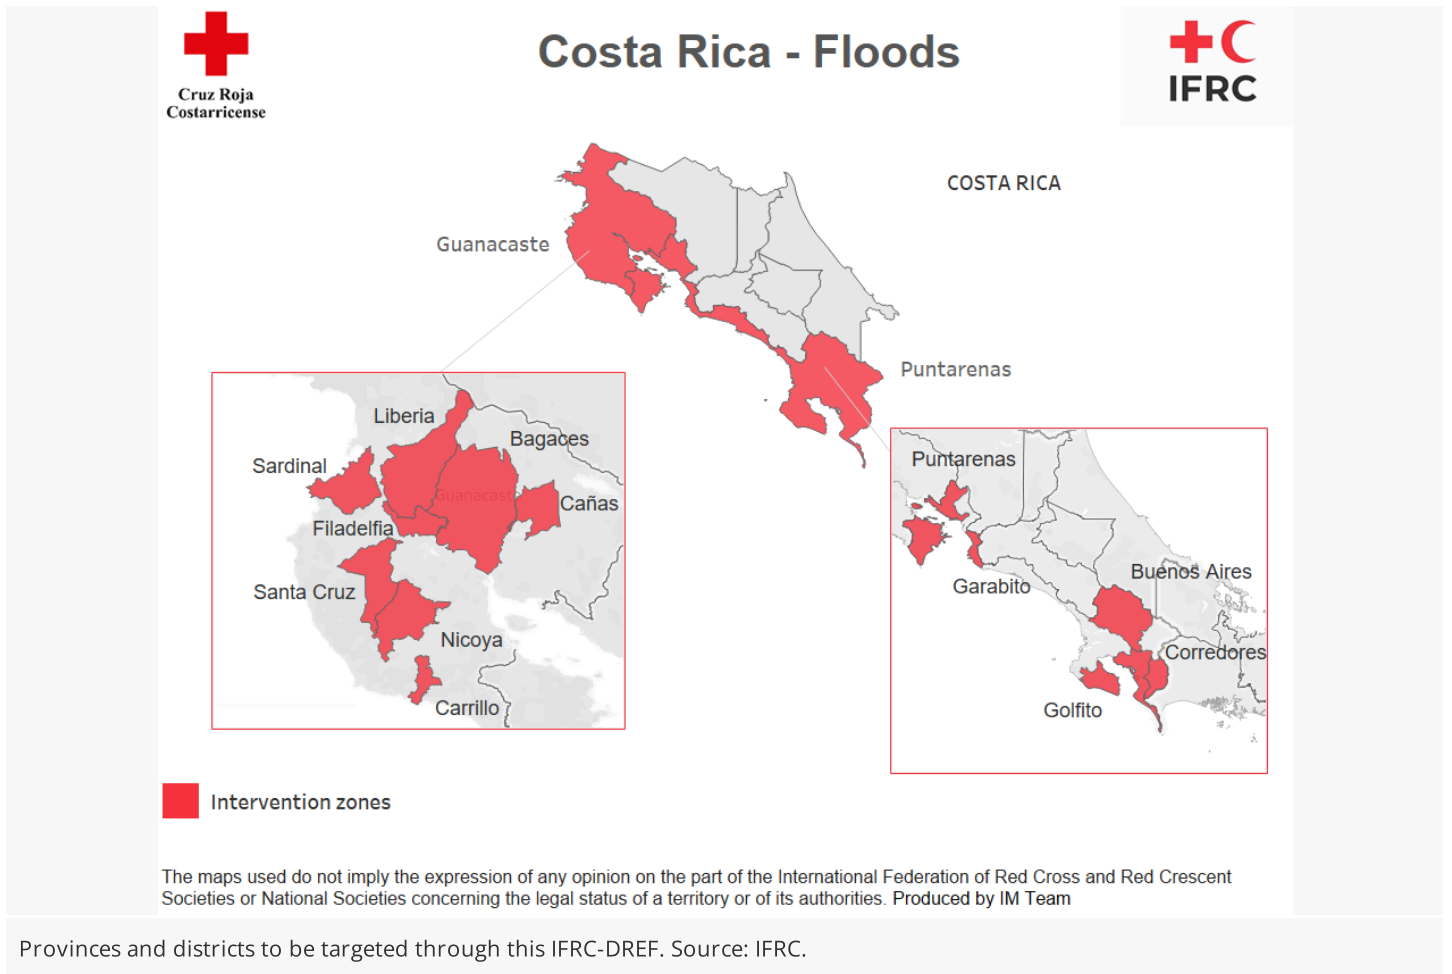 Cruz Roja
Costarricense
Costa Rica - Floods
IFRC
COSTA RICA
Guanacaste
Puntarenas
Liberia
Bagaces
Sardinal
Guanacaste
Cañas
Filadelfia
Santa Cruz
Nicoya
Carrillo
Puntarenas
Garabito
Buenos Aires
Corredores
Golfito
Intervention zones
The maps used do not imply the expression of any opinion on the part of the International Federation of Red Cross and Red Crescent
Societies or National Societies concerning the legal status of a territory or of its authorities. Produced by IM Team
Provinces and districts to be targeted through this IFRC-DREF. Source: IFRC.